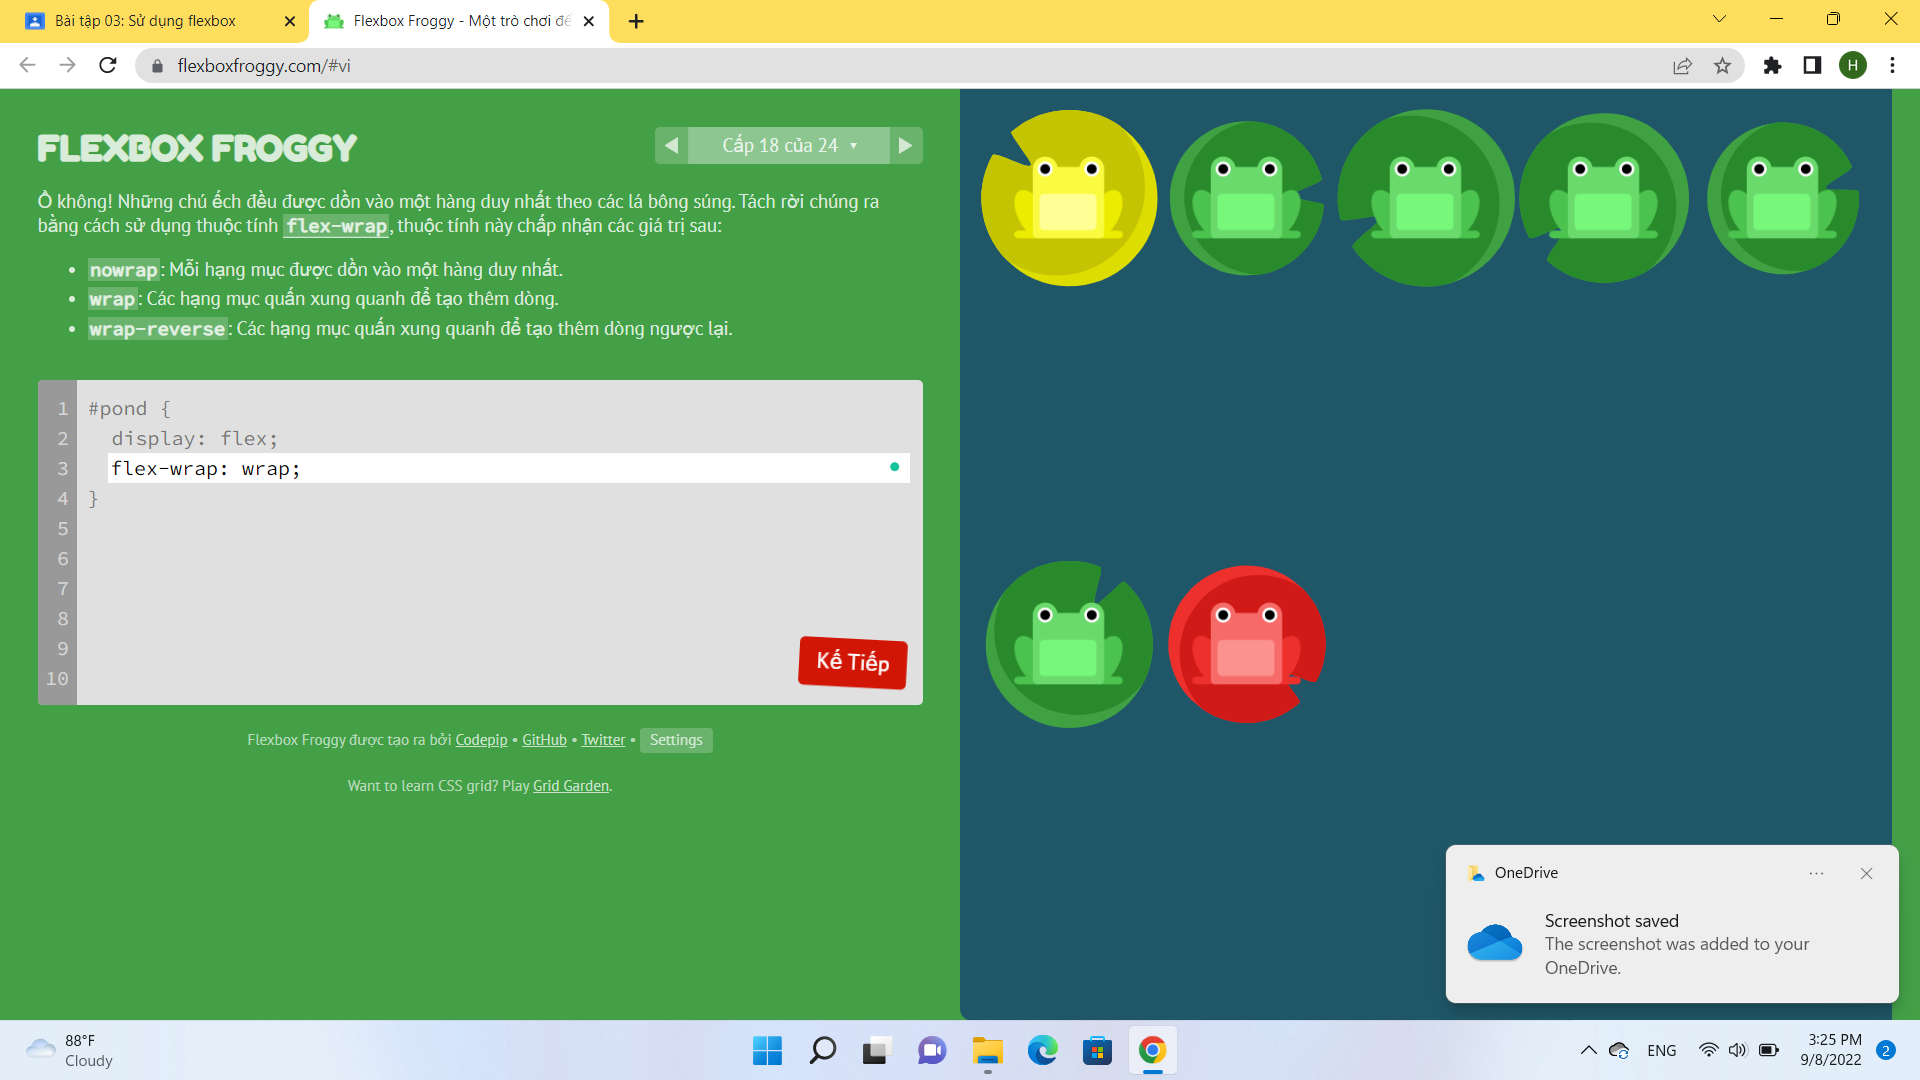 Bài tập 03: Sử dụng flexbox
Flexbox Froggy - Một trò chơi để
flexboxfroggy.com/#vi
H
FLEXBOX FROGGY
Cấp 18 của 24
Ồ không! Những chú ếch đều được dồn vào một hàng duy nhất theo các lá bông súng. Tách rời chúng ra
bằng cách sử dụng thuộc tính flex-wrap, thuộc tính này chấp nhận các giá trị sau:
• nowrap: Mỗi hạng mục được dồn vào một hàng duy nhất.
• wrap: Các hạng mục quấn xung quanh để tạo thêm dòng.
• wrap-reverse: Các hạng mục quấn xung quanh để tạo thêm dòng ngược lại.
1 #pond {
2 display: flex;
3 flex-wrap: wrap;
4 }
5
6
7
8
9
10
Kế Tiếp
Flexbox Froggy được tạo ra bởi Codepip • GitHub • Twitter • Settings
Want to learn CSS grid? Play Grid Garden.
OneDrive
Screenshot saved
The screenshot was added to your
OneDrive.
88°F
Cloudy
ENG
3:25 PM
9/8/2022
2